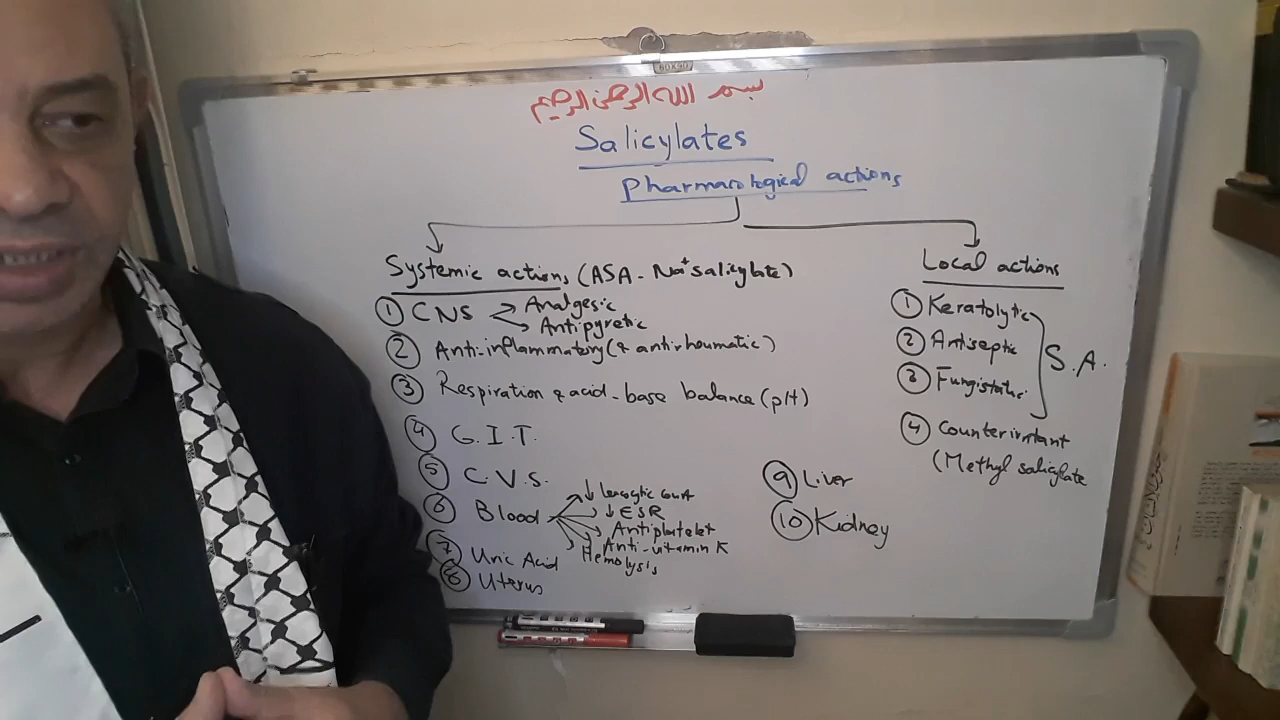 بسم الله الرحمن الرحيم
Salicylates
Pharmacological actions
Systemic actions (ASA - Na⁺ salicylate)
① CNS → Analgesic
→ Antipyretic
② Anti-inflammatory (& antirheumatic)
③ Respiration & acid-base balance (pH)
④ G.I.T.
⑤ C.V.S.
⑥ Blood
↓ Leucocytic count
↓ ESR
Antiplatelet
Anti-vitamin K
Hemolysis
⑦ Uric Acid
⑧ Uterus
⑨ Liver
⑩ Kidney
Local actions
① Keratolytic
② Antiseptic
③ Fungistatic
S.A.
④ Counterirritant
(Methyl salicylate